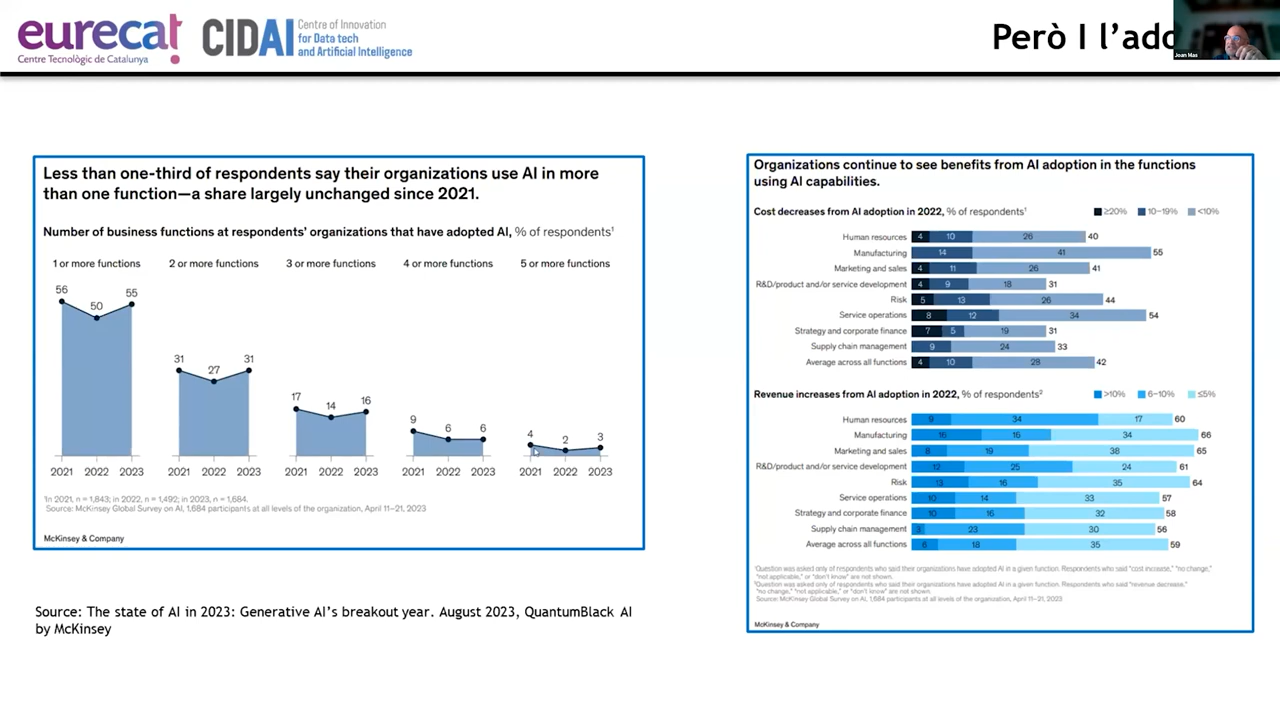 eurecat
Centre Tecnològic de Catalunya
CIDAI
Centre of Innovation
for Data tech
and Artificial Intelligence
Però I l'ado
Joan Mas
Less than one-third of respondents say their organizations use AI in more
than one function—a share largely unchanged since 2021.
Number of business functions at respondents' organizations that have adopted AI, % of respondents¹
1 or more functions 2 or more functions 3 or more functions 4 or more functions 5 or more functions
56 50 55
31 27 31
17 14 16
9 6 6
4 2 3
2021 2022 2023 2021 2022 2023 2021 2022 2023 2021 2022 2023 2021 2022 2023
¹In 2021, n = 1,843; in 2022, n = 1,492; in 2023, n = 1,684.
Source: McKinsey Global Survey on AI, 1,684 participants at all levels of the organization, April 11–21, 2023
McKinsey & Company
Source: The state of AI in 2023: Generative AI's breakout year. August 2023, QuantumBlack AI
by McKinsey
Organizations continue to see benefits from AI adoption in the functions
using AI capabilities.
Cost decreases from AI adoption in 2022, % of respondents¹ ≥20% 10–19% <10%
Human resources 4 10 26 40
Manufacturing 14 41 55
Marketing and sales 4 11 26 41
R&D/product and/or service development 4 9 18 31
Risk 5 13 26 44
Service operations 8 12 34 54
Strategy and corporate finance 7 5 19 31
Supply chain management 9 24 33
Average across all functions 4 10 28 42
Revenue increases from AI adoption in 2022, % of respondents² >10% 6–10% ≤5%
Human resources 9 34 17 60
Manufacturing 16 16 34 66
Marketing and sales 8 19 38 65
R&D/product and/or service development 12 25 24 61
Risk 13 16 35 64
Service operations 10 14 33 57
Strategy and corporate finance 10 16 32 58
Supply chain management 3 23 30 56
Average across all functions 6 18 35 59
¹Question was asked only of respondents who said their organizations have adopted AI in a given function. Respondents who said "cost increase," "no change,"
"not applicable," or "don't know" are not shown.
²Question was asked only of respondents who said their organizations have adopted AI in a given function. Respondents who said "revenue decrease,"
"no change," "not applicable," or "don't know" are not shown.
Source: McKinsey Global Survey on AI, 1,684 participants at all levels of the organization, April 11–21, 2023
McKinsey & Company